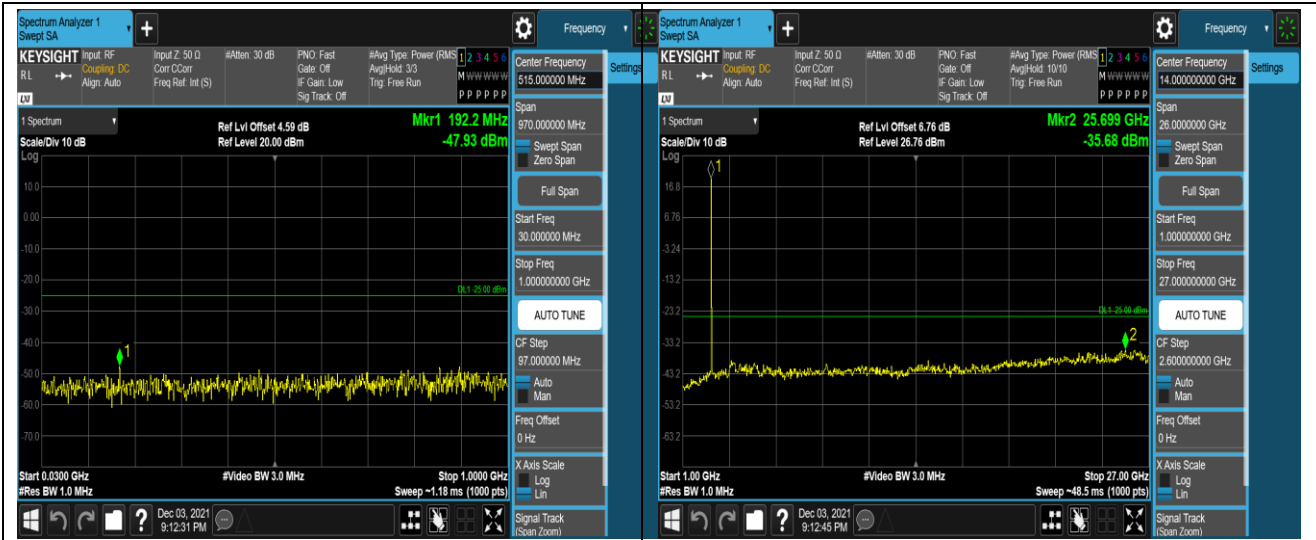 Spectrum Analyzer 1
Swept SA
+
Frequency
KEYSIGHT
RL
LXI
Input: RF
Coupling: DC
Align: Auto
Input Z: 50 Ω
Corr CCorr
Freq Ref: Int (S)
#Atten: 30 dB
PNO: Fast
Gate: Off
IF Gain: Low
Sig Track: Off
#Avg Type: Power (RMS
Avg|Hold: 3/3
Trig: Free Run
1 2 3 4 5 6
M W W W W W
P P P P P P
Center Frequency
515.000000 MHz
Settings
1 Spectrum
Scale/Div 10 dB
Log
Ref Lvl Offset 4.59 dB
Ref Level 20.00 dBm
Mkr1 192.2 MHz
-47.93 dBm
Span
970.000000 MHz
Swept Span
Zero Span
Full Span
Start Freq
30.000000 MHz
Stop Freq
1.000000000 GHz
AUTO TUNE
CF Step
97.000000 MHz
Auto
Man
Freq Offset
0 Hz
X Axis Scale
Log
Lin
Signal Track
(Span Zoom)
10.0
0.00
-10.0
-20.0
DL1 -25.00 dBm
-30.0
-40.0
1
-50.0
-60.0
-70.0
Start 0.0300 GHz
#Video BW 3.0 MHz
Stop 1.0000 GHz
#Res BW 1.0 MHz
Sweep ~1.18 ms (1000 pts)
?
Dec 03, 2021
9:12:31 PM
Spectrum Analyzer 1
Swept SA
+
Frequency
KEYSIGHT
RL
LXI
Input: RF
Coupling: DC
Align: Auto
Input Z: 50 Ω
Corr CCorr
Freq Ref: Int (S)
#Atten: 30 dB
PNO: Fast
Gate: Off
IF Gain: Low
Sig Track: Off
#Avg Type: Power (RMS
Avg|Hold: 10/10
Trig: Free Run
1 2 3 4 5 6
M W W W W W
P P P P P P
Center Frequency
14.000000000 GHz
Settings
1 Spectrum
Scale/Div 10 dB
Log
Ref Lvl Offset 6.76 dB
Ref Level 26.76 dBm
Mkr2 25.699 GHz
-35.68 dBm
Span
26.0000000 GHz
Swept Span
Zero Span
Full Span
Start Freq
1.000000000 GHz
Stop Freq
27.000000000 GHz
AUTO TUNE
CF Step
2.600000000 GHz
Auto
Man
Freq Offset
0 Hz
X Axis Scale
Log
Lin
Signal Track
(Span Zoom)
1
16.8
6.76
-3.24
-13.2
-23.2
DL1 -25.00 dBm
2
-33.2
-43.2
-53.2
-63.2
Start 1.00 GHz
#Video BW 3.0 MHz
Stop 27.00 GHz
#Res BW 1.0 MHz
Sweep ~48.5 ms (1000 pts)
?
Dec 03, 2021
9:12:45 PM